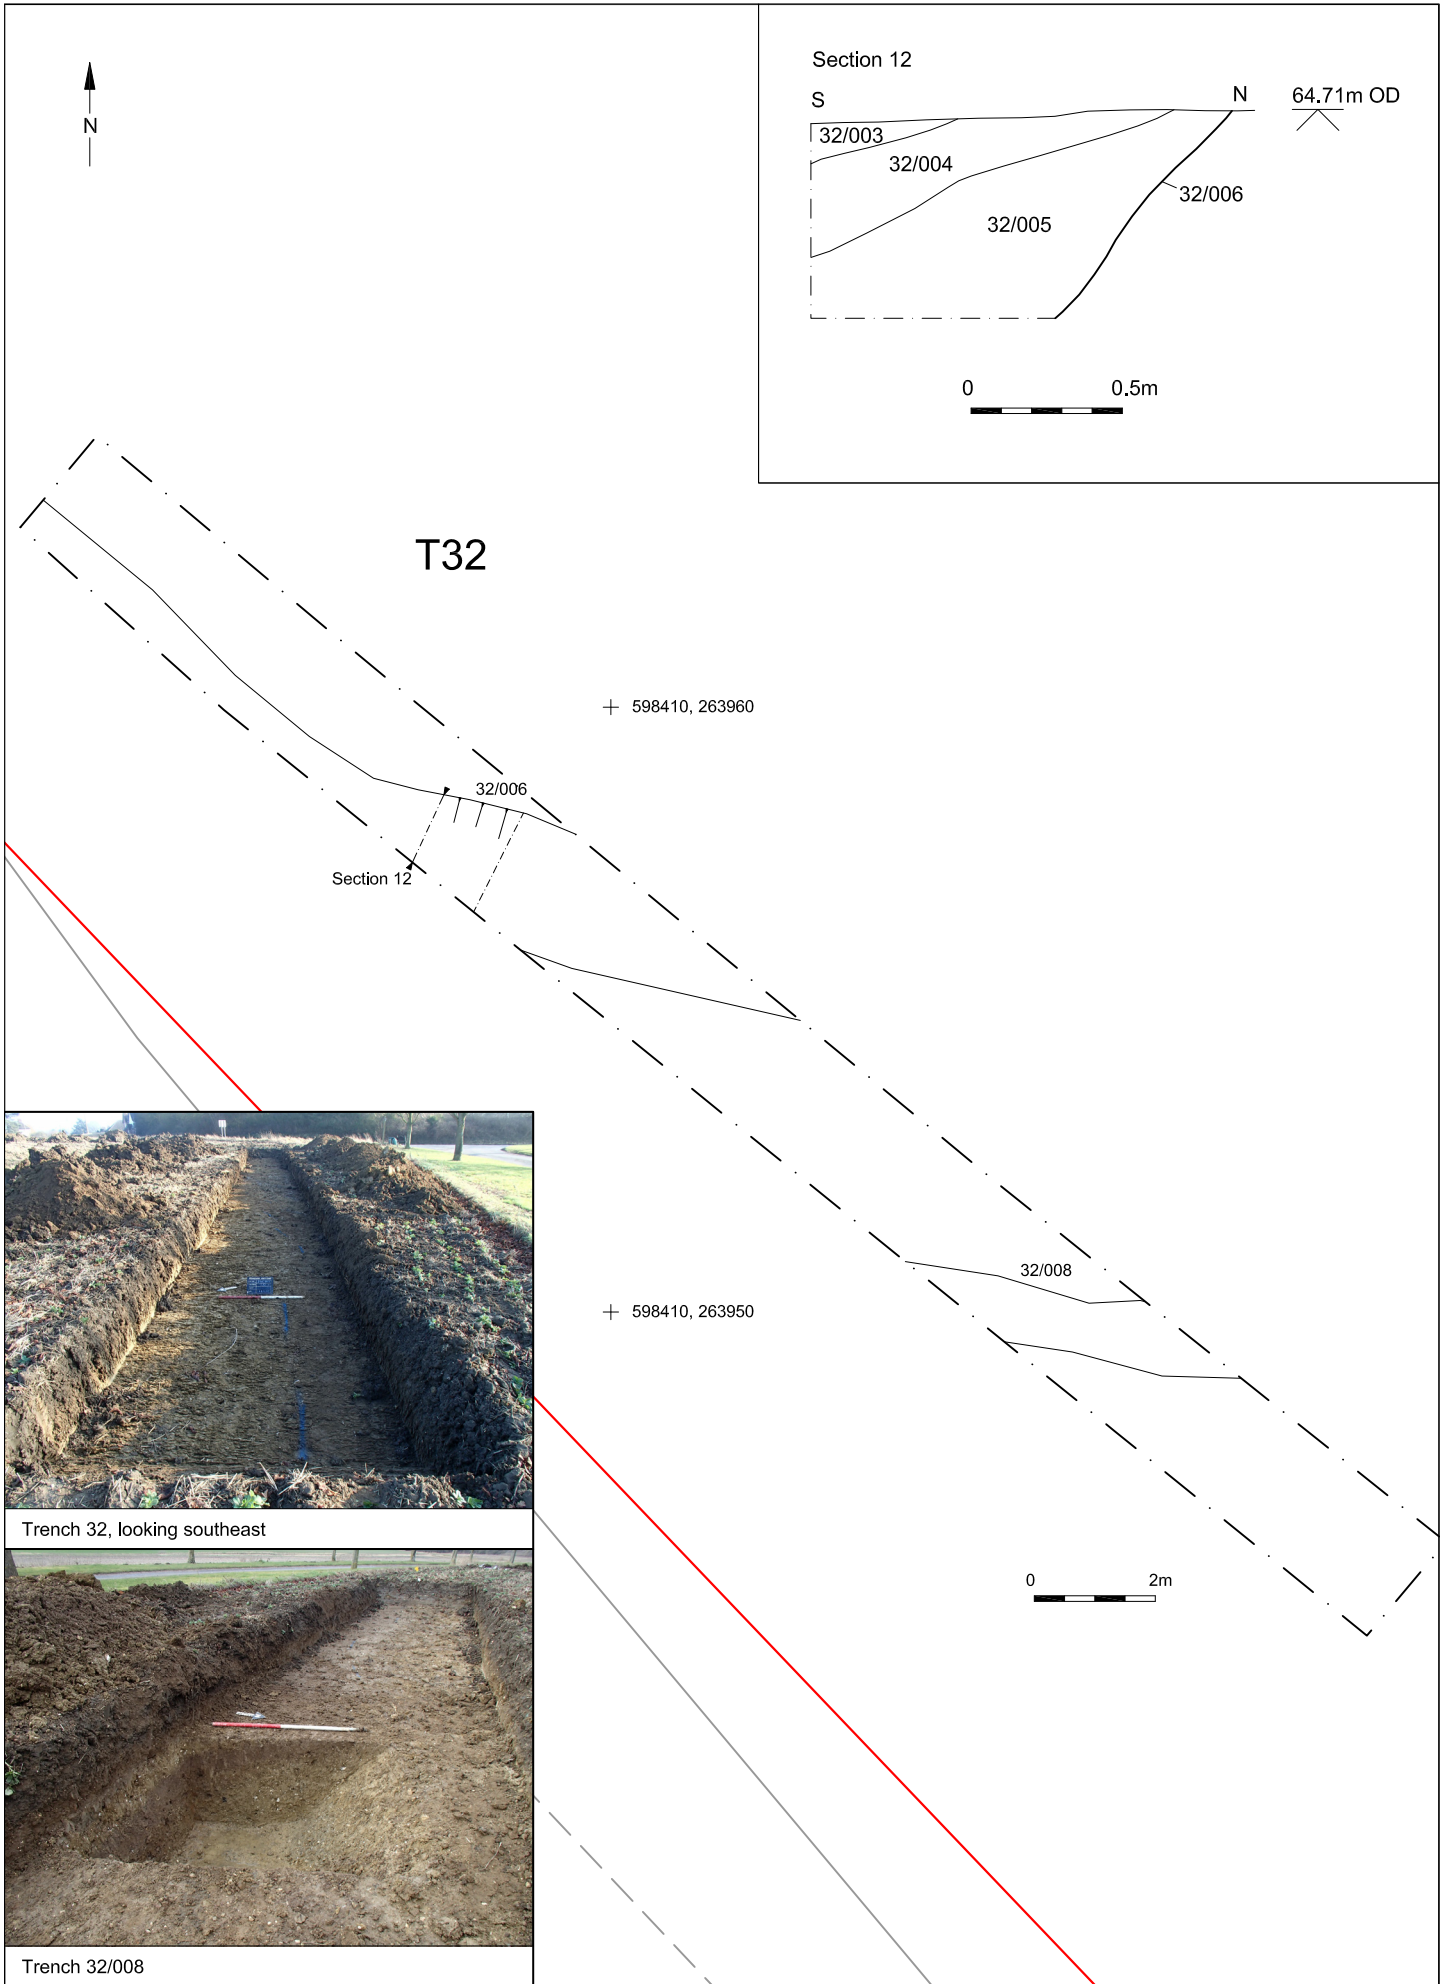 N
Section 12
S
N
64.71m OD
32/003
32/004
32/005
32/006
0 0.5m
T32
598410, 263960
32/006
Section 12
32/008
598410, 263950
0 2m
Trench 32, looking southeast
Trench 32/008